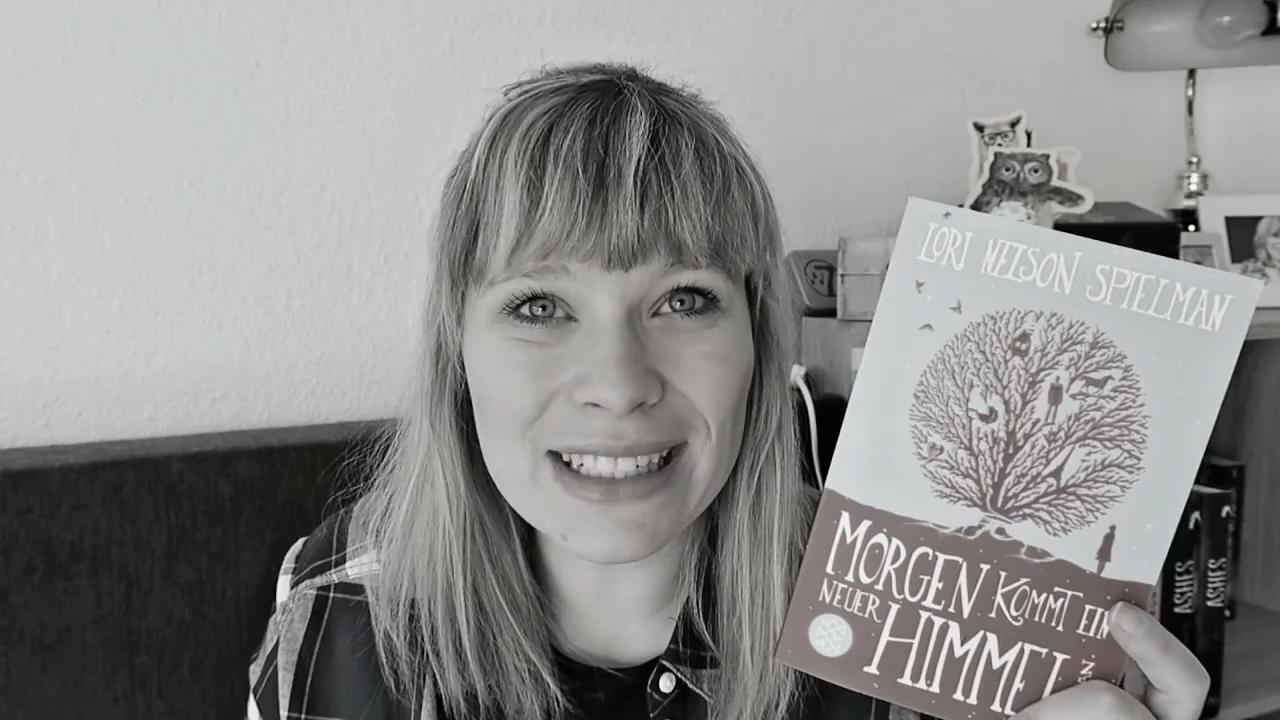 LORI NELSON SPIELMAN
MORGEN KOMMT EIN
NEUER HIMMEL
ASHES
ASHES